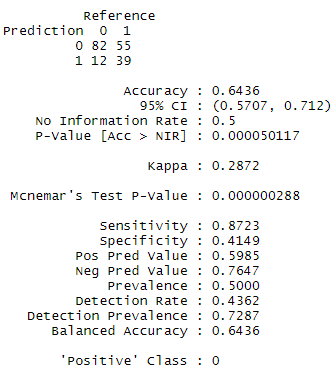 Reference
Prediction 0 1
0 82 55
1 12 39
Accuracy : 0.6436
95% CI : (0.5707, 0.712)
No Information Rate : 0.5
P-Value [Acc > NIR] : 0.000050117
Kappa : 0.2872
Mcnemar's Test P-Value : 0.000000288
Sensitivity : 0.8723
Specificity : 0.4149
Pos Pred Value : 0.5985
Neg Pred Value : 0.7647
Prevalence : 0.5000
Detection Rate : 0.4362
Detection Prevalence : 0.7287
Balanced Accuracy : 0.6436
'Positive' Class : 0